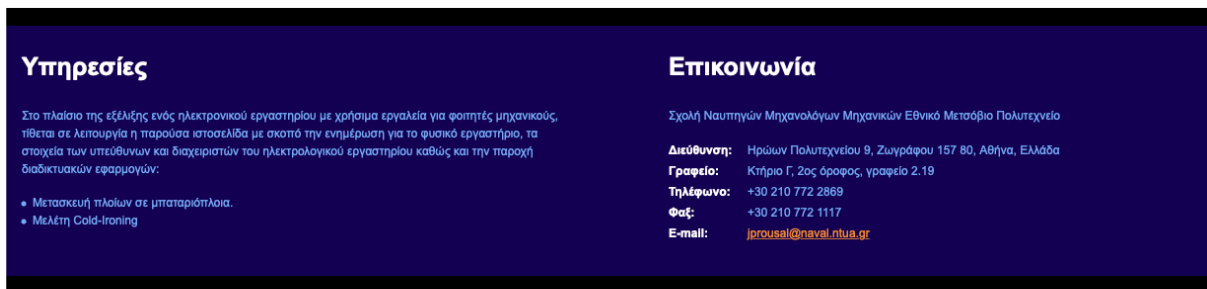 Υπηρεσίες
Στο πλαίσιο της εξέλιξης ενός ηλεκτρονικού εργαστηρίου με χρήσιμα εργαλεία για φοιτητές μηχανικούς,
τίθεται σε λειτουργία η παρούσα ιστοσελίδα με σκοπό την ενημέρωση για το φυσικό εργαστήριο, τα
στοιχεία των υπεύθυνων και διαχειριστών του ηλεκτρολογικού εργαστηρίου καθώς και την παροχή
διαδικτυακών εφαρμογών:
• Μετασκευή πλοίων σε μπαταριόπλοια.
• Μελέτη Cold-Ironing
Επικοινωνία
Σχολή Ναυπηγών Μηχανολόγων Μηχανικών Εθνικό Μετσόβιο Πολυτεχνείο
Διεύθυνση: Ηρώων Πολυτεχνείου 9, Ζωγράφου 157 80, Αθήνα, Ελλάδα
Γραφείο: Κτήριο Γ, 2ος όροφος, γραφείο 2.19
Τηλέφωνο: +30 210 772 2869
Φαξ: +30 210 772 1117
E-mail: jprousal@naval.ntua.gr